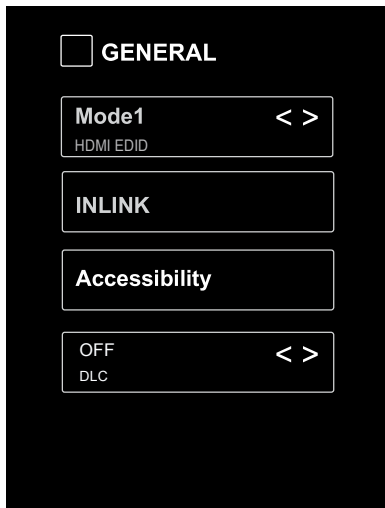 GENERAL
Mode1 < >
HDMI EDID
INLINK
Accessibility
OFF < >
DLC